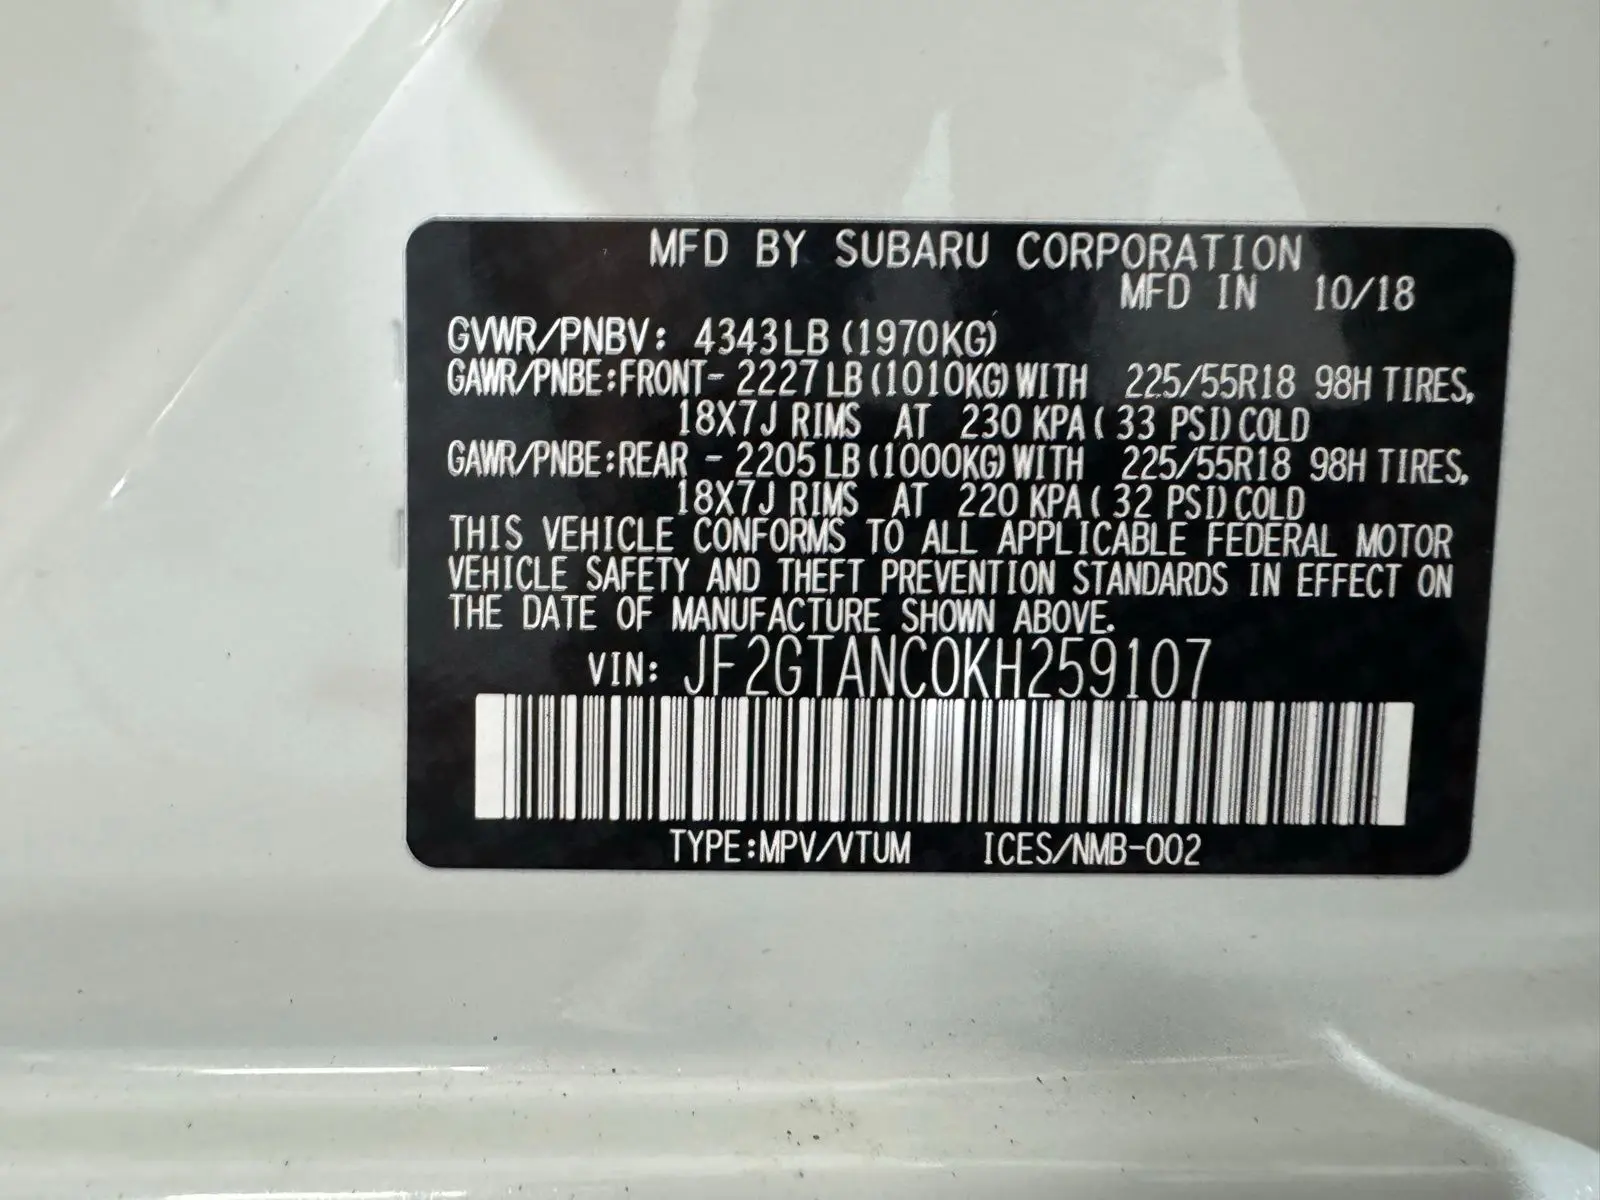 MFD BY SUBARU CORPORATION
MFD IN 10/18
GVWR/PNBV: 4343LB (1970KG)
GAWR/PNBE:FRONT- 2227LB(1010KG)WITH 225/55R18 98H TIRES,
18X7J RIMS AT 230 KPA( 33 PSI)COLD
GAWR/PNBE:REAR - 2205LB(1000KG)WITH 225/55R18 98H TIRES,
18X7J RIMS AT 220 KPA( 32 PSI)COLD
THIS VEHICLE CONFORMS TO ALL APPLICABLE FEDERAL MOTOR
VEHICLE SAFETY AND THEFT PREVENTION STANDARDS IN EFFECT ON
THE DATE OF MANUFACTURE SHOWN ABOVE.
VIN: JF2GTANC0KH259107
TYPE:MPV/VTUM ICES/NMB-002